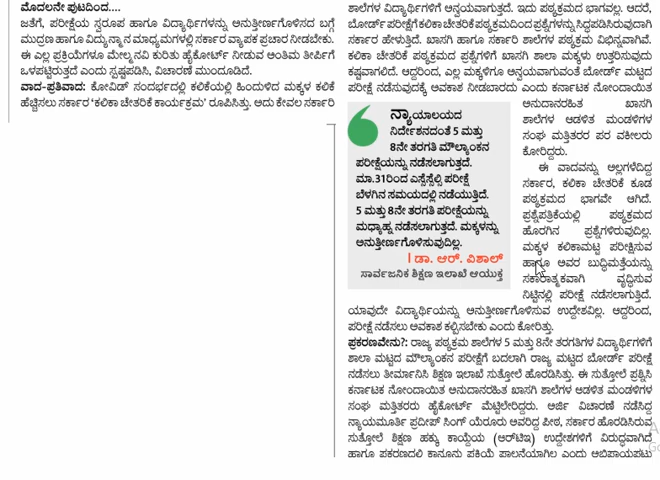 ಮೊದಲನೇ ಪುಟದಿಂದ....
ಜತೆಗೆ, ಪರೀಕ್ಷೆಯ ಸ್ವರೂಪ ಹಾಗೂ ವಿದ್ಯಾರ್ಥಿಗಳನ್ನು ಅನುತ್ತೀರ್ಣಗೊಳಿಸದ ಬಗ್ಗೆ
ಮುದ್ರಣ ಹಾಗೂ ವಿದ್ಯುನ್ಮಾನ ಮಾಧ್ಯಮಗಳಲ್ಲಿ ಸರ್ಕಾರ ವ್ಯಾಪಕ ಪ್ರಚಾರ ನೀಡಬೇಕು.
ಈ ಎಲ್ಲ ಪ್ರಕ್ರಿಯೆಗಳೂ ಮೇಲ್ಮನವಿ ಕುರಿತು ಹೈಕೋರ್ಟ್ ನೀಡುವ ಅಂತಿಮ ತೀರ್ಪಿಗೆ
ಒಳಪಟ್ಟಿರುತ್ತದೆ ಎಂದು ಸ್ಪಷ್ಟಪಡಿಸಿ, ವಿಚಾರಣೆ ಮುಂದೂಡಿದೆ.
ವಾದ-ಪ್ರತಿವಾದ: ಕೋವಿಡ್ ಸಂದರ್ಭದಲ್ಲಿ ಕಲಿಕೆಯಲ್ಲಿ ಹಿಂದುಳಿದ ಮಕ್ಕಳ ಕಲಿಕೆ
ಹೆಚ್ಚಿಸಲು ಸರ್ಕಾರ 'ಕಲಿಕಾ ಚೇತರಿಕೆ ಕಾರ್ಯಕ್ರಮ' ರೂಪಿಸಿತ್ತು. ಅದು ಕೇವಲ ಸರ್ಕಾರಿ
ಶಾಲೆಗಳ ವಿದ್ಯಾರ್ಥಿಗಳಿಗೆ ಅನ್ವಯವಾಗುತ್ತದೆ. ಇದು ಪಠ್ಯಕ್ರಮದ ಭಾಗವಲ್ಲ. ಆದರೆ,
ಬೋರ್ಡ್ ಪರೀಕ್ಷೆಗೆ ಕಲಿಕಾ ಚೇತರಿಕೆ ಪಠ್ಯಕ್ರಮದಿಂದ ಪ್ರಶ್ನೆಗಳನ್ನು ಸಿದ್ಧಪಡಿಸಿರುವುದಾಗಿ
ಸರ್ಕಾರ ಹೇಳುತ್ತಿದೆ. ಖಾಸಗಿ ಹಾಗೂ ಸರ್ಕಾರಿ ಶಾಲೆಗಳ ಪಠ್ಯಕ್ರಮ ವಿಭಿನ್ನವಾಗಿವೆ.
ಕಲಿಕಾ ಚೇತರಿಕೆ ಪಠ್ಯಕ್ರಮದ ಪ್ರಶ್ನೆಗಳಿಗೆ ಖಾಸಗಿ ಶಾಲಾ ಮಕ್ಕಳು ಉತ್ತರಿಸುವುದು
ಕಷ್ಟವಾಗಲಿದೆ. ಆದ್ದರಿಂದ, ಎಲ್ಲ ಮಕ್ಕಳಿಗೂ ಅನ್ವಯವಾಗುವಂತೆ ಬೋರ್ಡ್ ಮಟ್ಟದ
ಪರೀಕ್ಷೆ ನಡೆಸುವುದಕ್ಕೆ ಅವಕಾಶ ನೀಡಬಾರದು ಎಂದು ಕರ್ನಾಟಕ ನೋಂದಾಯಿತ
ಅನುದಾನರಹಿತ ಖಾಸಗಿ
ಶಾಲೆಗಳ ಆಡಳಿತ ಮಂಡಳಿಗಳ
ಸಂಘ ಮತ್ತಿತರರ ಪರ ವಕೀಲರು
ಕೋರಿದ್ದರು.
ನ್ಯಾಯಾಲಯದ
ನಿರ್ದೇಶನದಂತೆ 5 ಮತ್ತು
8ನೇ ತರಗತಿ ಮೌಲ್ಯಾಂಕನ
ಪರೀಕ್ಷೆಯನ್ನು ನಡೆಸಲಾಗುತ್ತದೆ.
ಮಾ.31ರಿಂದ ಎಸ್ಸೆಸ್ಸೆಲ್ಸಿ ಪರೀಕ್ಷೆ
ಬೆಳಗಿನ ಸಮಯದಲ್ಲಿ ನಡೆಯುತ್ತಿದೆ.
5 ಮತ್ತು 8ನೇ ತರಗತಿ ಪರೀಕ್ಷೆಯನ್ನು
ಮಧ್ಯಾಹ್ನ ನಡೆಸಲಾಗುತ್ತದೆ. ಮಕ್ಕಳನ್ನು
ಅನುತ್ತೀರ್ಣಗೊಳಿಸುವುದಿಲ್ಲ.
| ಡಾ. ಆರ್. ವಿಶಾಲ್
ಸಾರ್ವಜನಿಕ ಶಿಕ್ಷಣ ಇಲಾಖೆ ಆಯುಕ್ತ
ಈ ವಾದವನ್ನು ಅಲ್ಲಗಳೆದಿದ್ದ
ಸರ್ಕಾರ, ಕಲಿಕಾ ಚೇತರಿಕೆ ಕೂಡ
ಪಠ್ಯಕ್ರಮದ ಭಾಗವೇ ಆಗಿದೆ.
ಪ್ರಶ್ನೆಪತ್ರಿಕೆಯಲ್ಲಿ ಪಠ್ಯಕ್ರಮದ
ಹೊರಗಿನ ಪ್ರಶ್ನೆಗಳಿರುವುದಿಲ್ಲ.
ಮಕ್ಕಳ ಕಲಿಕಾಮಟ್ಟ ಪರೀಕ್ಷಿಸುವ
ಹಾಗೂ ಅವರ ಬುದ್ಧಿಮತ್ತೆಯನ್ನು
ಸಕಾರಾತ್ಮಕವಾಗಿ ವೃದ್ಧಿಸುವ
ನಿಟ್ಟಿನಲ್ಲಿ ಪರೀಕ್ಷೆ ನಡೆಸಲಾಗುತ್ತಿದೆ.
ಯಾವುದೇ ವಿದ್ಯಾರ್ಥಿಯನ್ನು ಅನುತ್ತೀರ್ಣಗೊಳಿಸುವ ಉದ್ದೇಶವಿಲ್ಲ. ಆದ್ದರಿಂದ,
ಪರೀಕ್ಷೆ ನಡೆಸಲು ಅವಕಾಶ ಕಲ್ಪಿಸಬೇಕು ಎಂದು ಕೋರಿತ್ತು.
ಪ್ರಕರಣವೇನು?: ರಾಜ್ಯ ಪಠ್ಯಕ್ರಮ ಶಾಲೆಗಳ 5 ಮತ್ತು 8ನೇ ತರಗತಿಗಳ ವಿದ್ಯಾರ್ಥಿಗಳಿಗೆ
ಶಾಲಾ ಮಟ್ಟದ ಮೌಲ್ಯಾಂಕನ ಪರೀಕ್ಷೆಗೆ ಬದಲಾಗಿ ರಾಜ್ಯ ಮಟ್ಟದ ಬೋರ್ಡ್ ಪರೀಕ್ಷೆ
ನಡೆಸಲು ತೀರ್ಮಾನಿಸಿ ಶಿಕ್ಷಣ ಇಲಾಖೆ ಸುತ್ತೋಲೆ ಹೊರಡಿಸಿತ್ತು. ಈ ಸುತ್ತೋಲೆ ಪ್ರಶ್ನಿಸಿ
ಕರ್ನಾಟಕ ನೋಂದಾಯಿತ ಅನುದಾನರಹಿತ ಖಾಸಗಿ ಶಾಲೆಗಳ ಆಡಳಿತ ಮಂಡಳಿಗಳ
ಸಂಘ ಮತ್ತಿತರರು ಹೈಕೋರ್ಟ್ ಮೆಟ್ಟಿಲೇರಿದ್ದರು. ಅರ್ಜಿ ವಿಚಾರಣೆ ನಡೆಸಿದ್ದ
ನ್ಯಾಯಮೂರ್ತಿ ಪ್ರದೀಪ್ ಸಿಂಗ್ ಯೆರೂರು ಅವರಿದ್ದ ಪೀಠ, ಸರ್ಕಾರ ಹೊರಡಿಸಿರುವ
ಸುತ್ತೋಲೆ ಶಿಕ್ಷಣ ಹಕ್ಕು ಕಾಯ್ದೆಯ (ಆರ್‌ಟಿಇ) ಉದ್ದೇಶಗಳಿಗೆ ವಿರುದ್ಧವಾಗಿದೆ
ಹಾಗೂ ಪ್ರಕರಣದಲ್ಲಿ ಕಾನೂನು ಪ್ರಕ್ರಿಯೆ ಪಾಲನೆಯಾಗಿಲ್ಲ ಎಂದು ಅಭಿಪ್ರಾಯಪಟ್ಟು